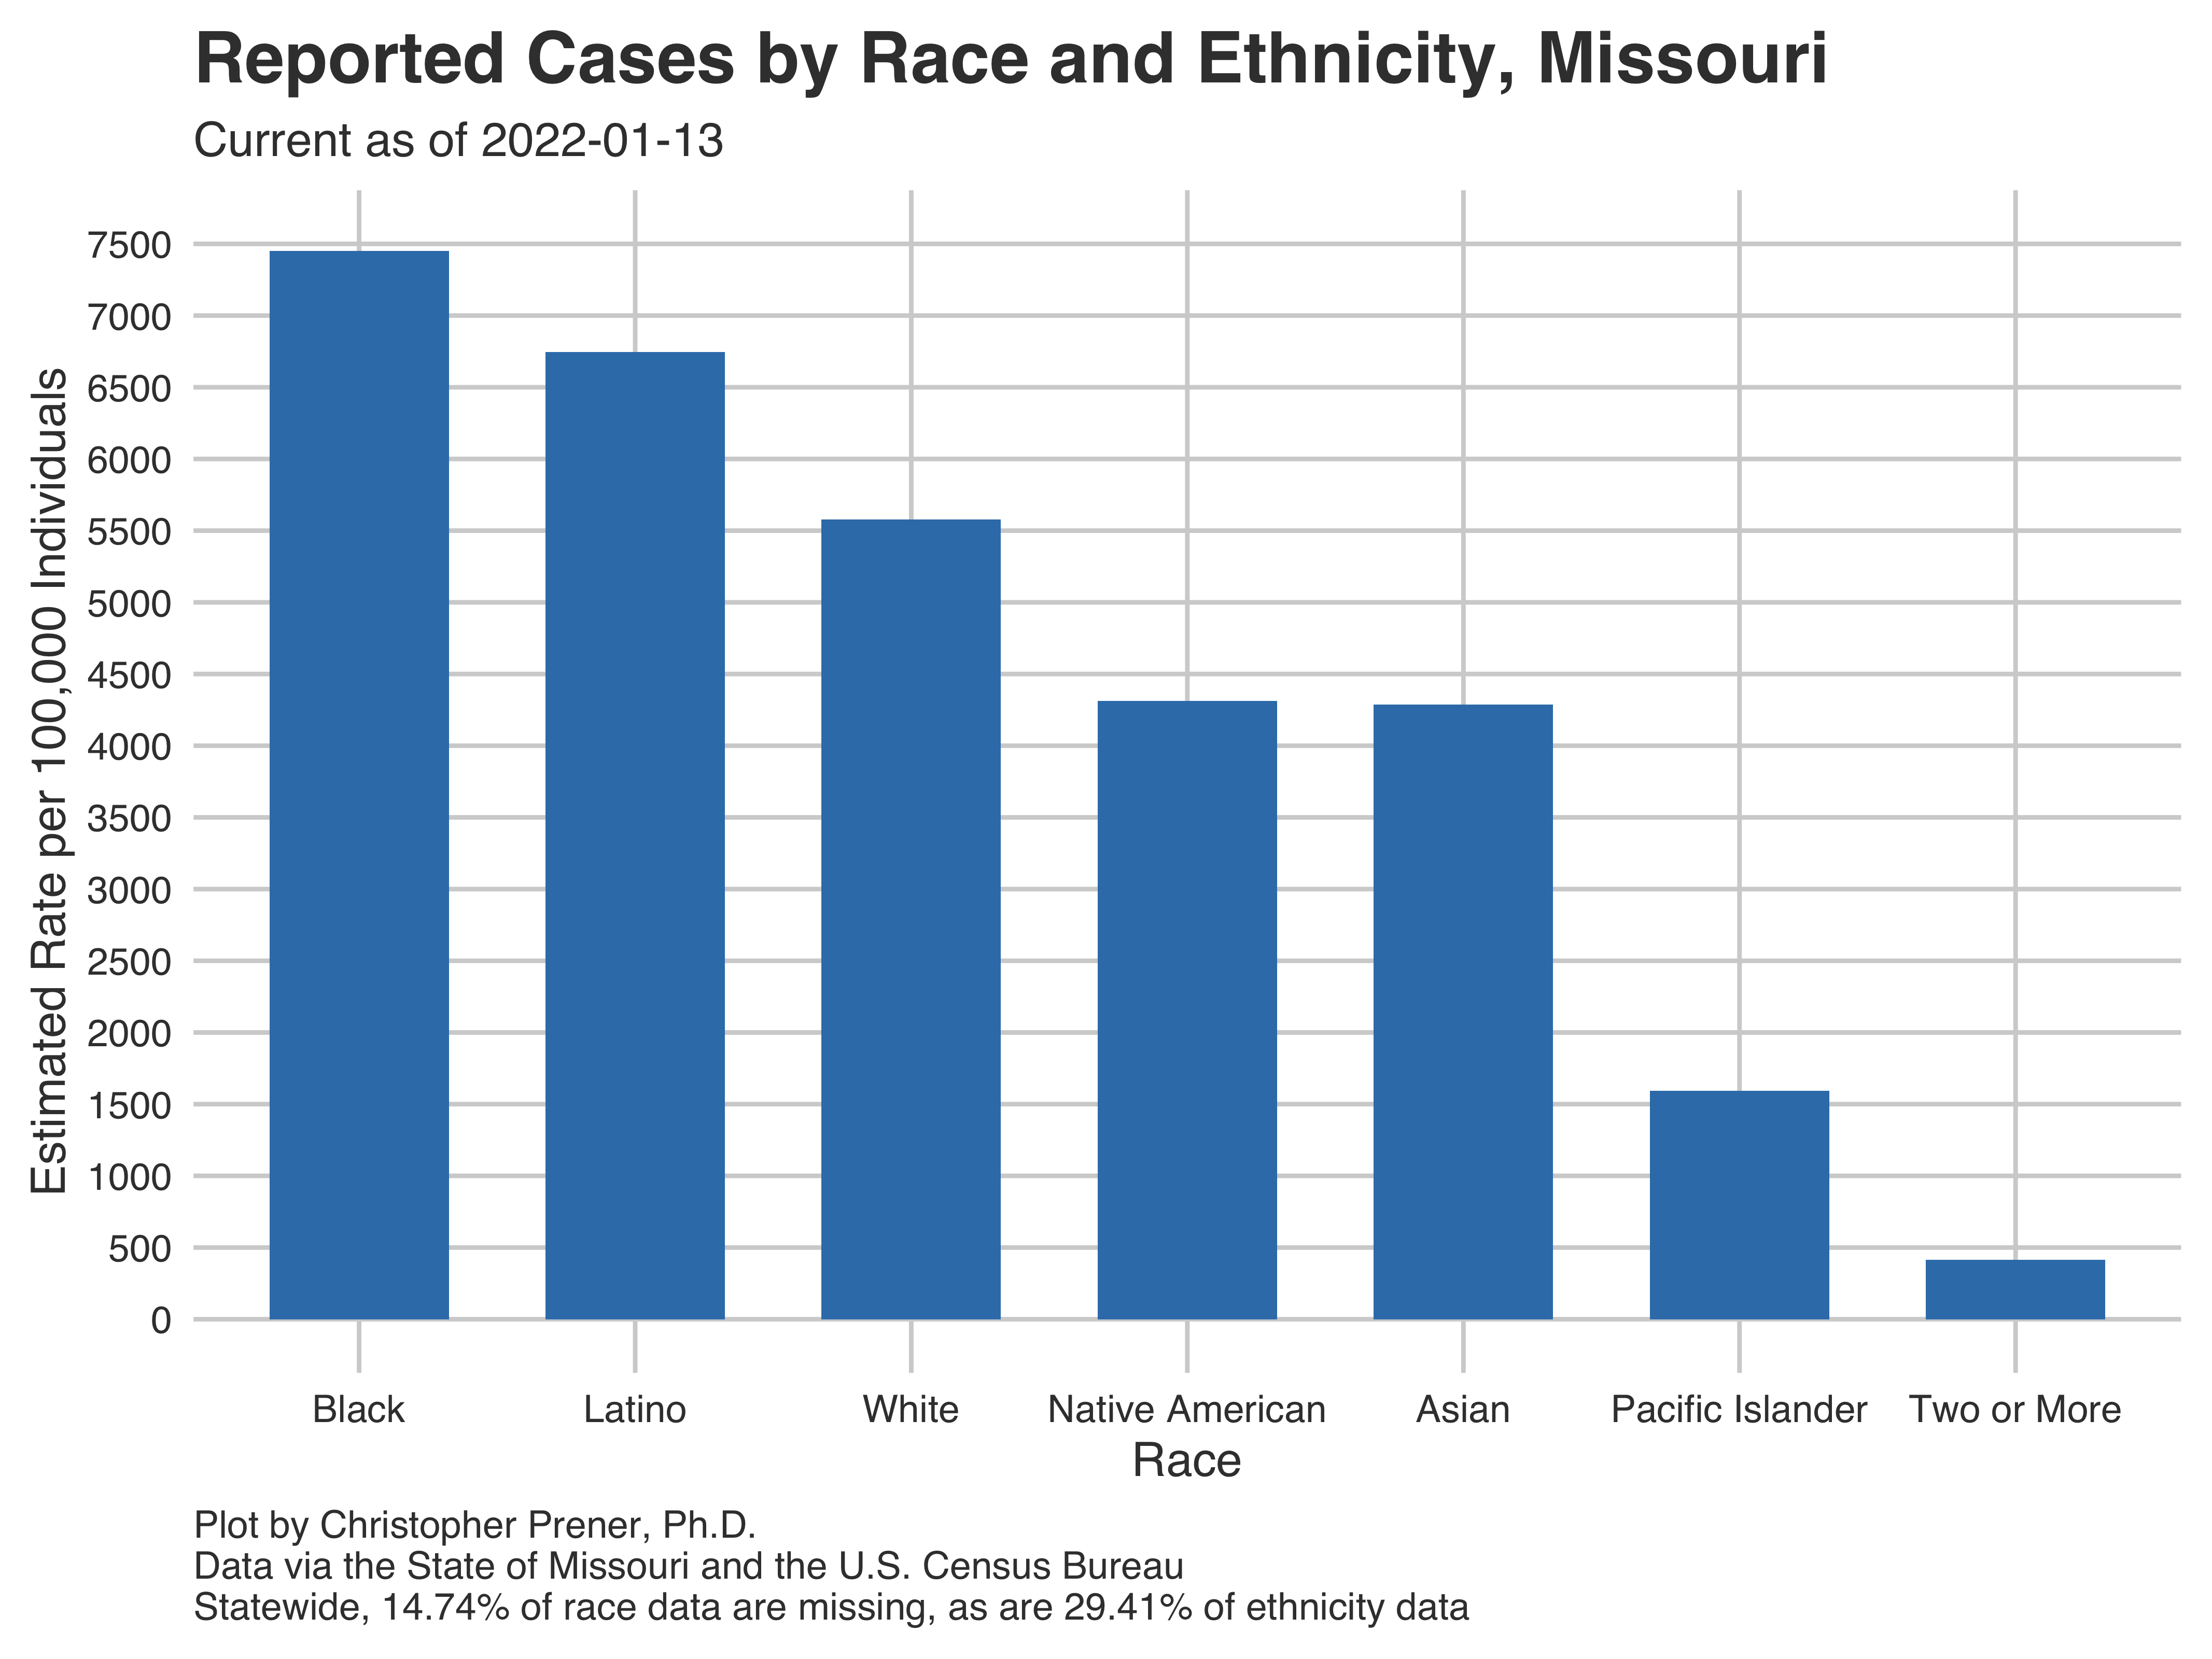 Reported Cases by Race and Ethnicity, Missouri
Current as of 2022-01-13
Estimated Rate per 100,000 Individuals
7500
7000
6500
6000
5500
5000
4500
4000
3500
3000
2500
2000
1500
1000
500
0
Black Latino White Native American Asian Pacific Islander Two or More
Race
Plot by Christopher Prener, Ph.D.
Data via the State of Missouri and the U.S. Census Bureau
Statewide, 14.74% of race data are missing, as are 29.41% of ethnicity data